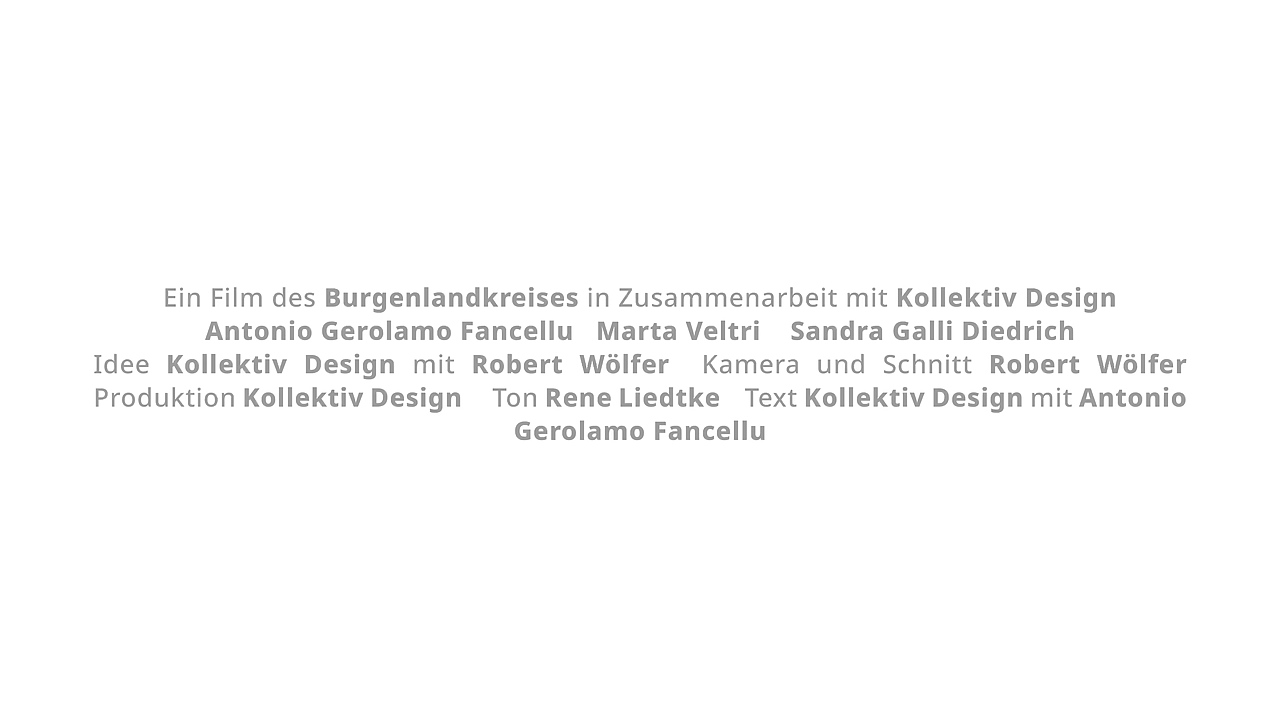 Ein Film des Burgenlandkreises in Zusammenarbeit mit Kollektiv Design
Antonio Gerolamo Fancellu Marta Veltri Sandra Galli Diedrich
Idee Kollektiv Design mit Robert Wölfer Kamera und Schnitt Robert Wölfer
Produktion Kollektiv Design Ton Rene Liedtke Text Kollektiv Design mit Antonio
Gerolamo Fancellu